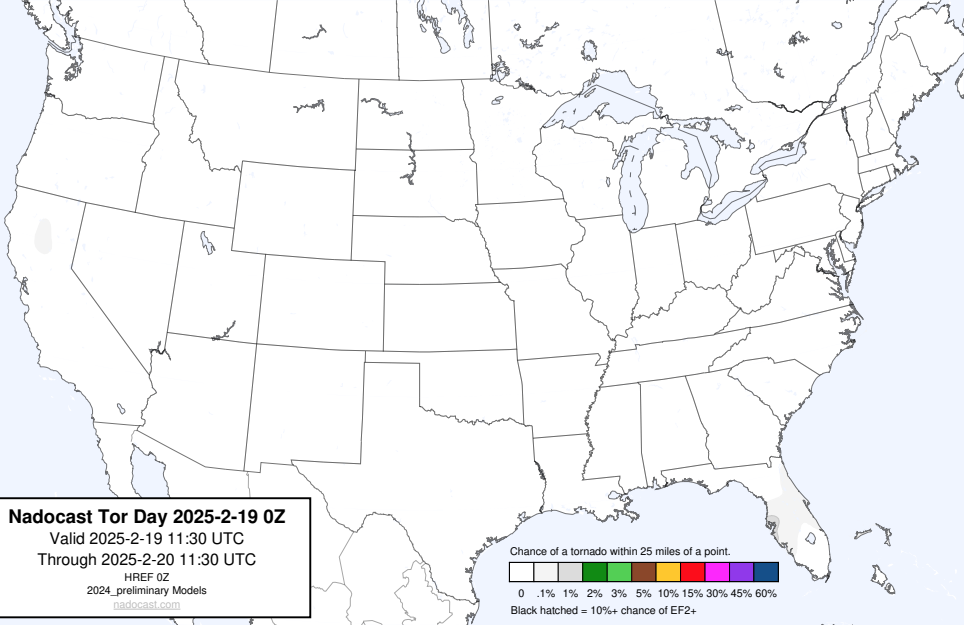 Nadocast Tor Day 2025-2-19 0Z
Valid 2025-2-19 11:30 UTC
Through 2025-2-20 11:30 UTC
HREF 0Z
2024_preliminary Models
nadocast.com
Chance of a tornado within 25 miles of a point.
0 .1% 1% 2% 3% 5% 10% 15% 30% 45% 60%
Black hatched = 10%+ chance of EF2+